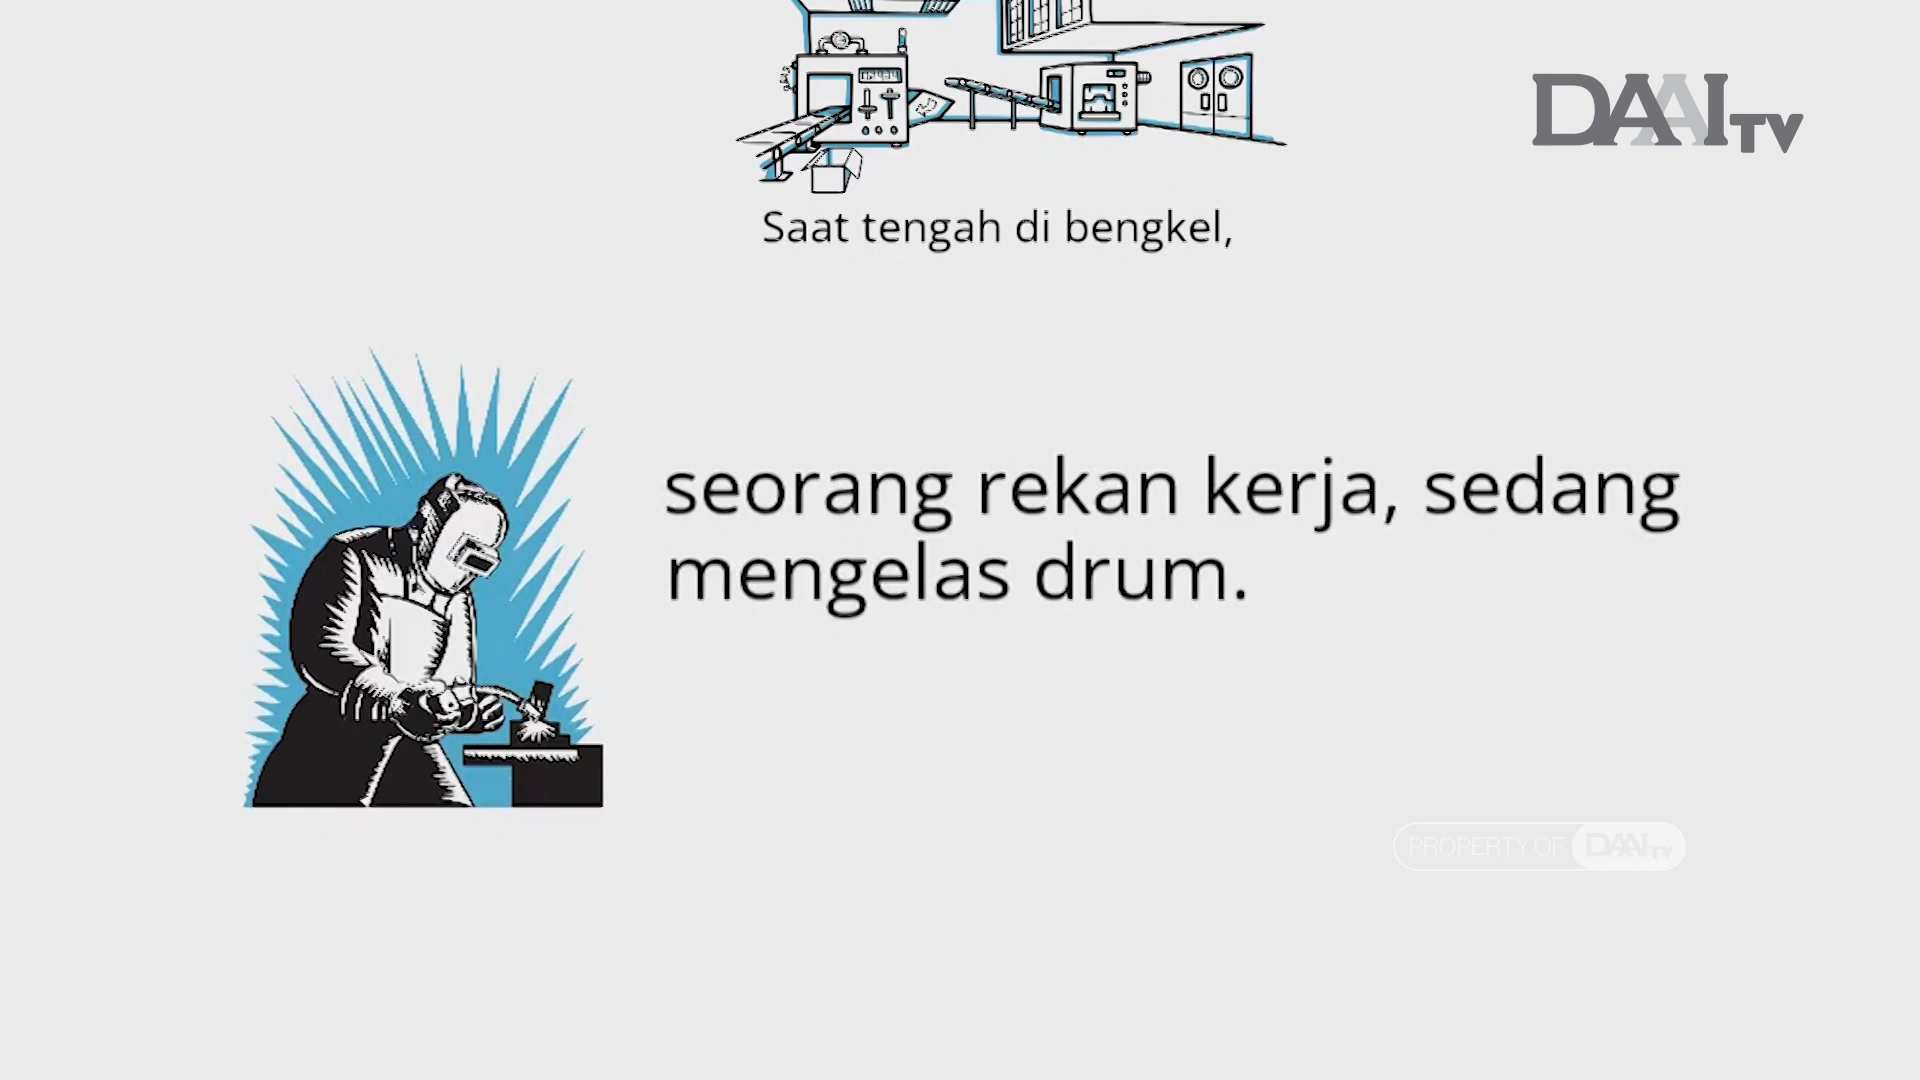 DAAI TV
Saat tengah di bengkel,
seorang rekan kerja, sedang
mengelas drum.
PROPERTY OF DAAI TV